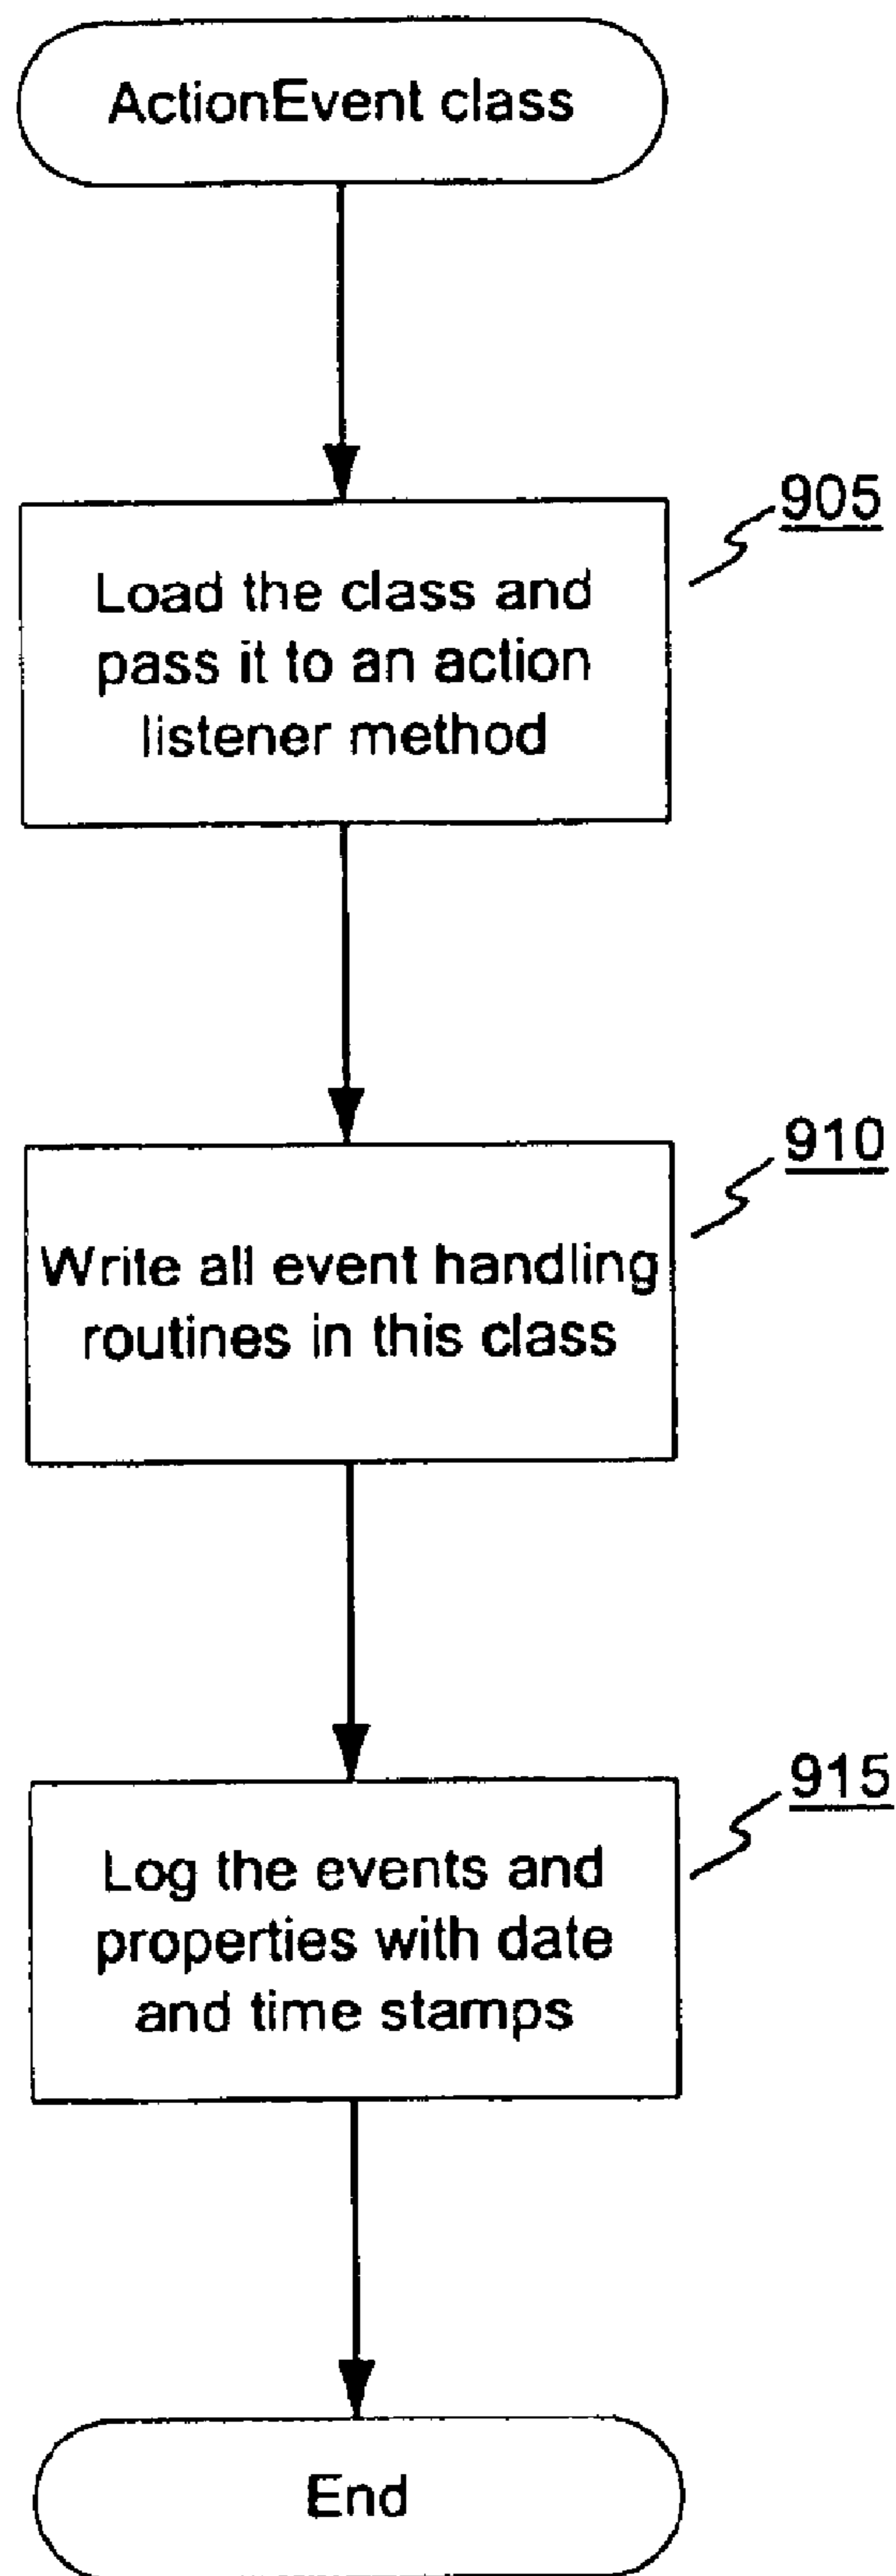 ActionEvent class
905
Load the class and
pass it to an action
listener method
910
Write all event handling
routines in this class
915
Log the events and
properties with date
and time stamps
End